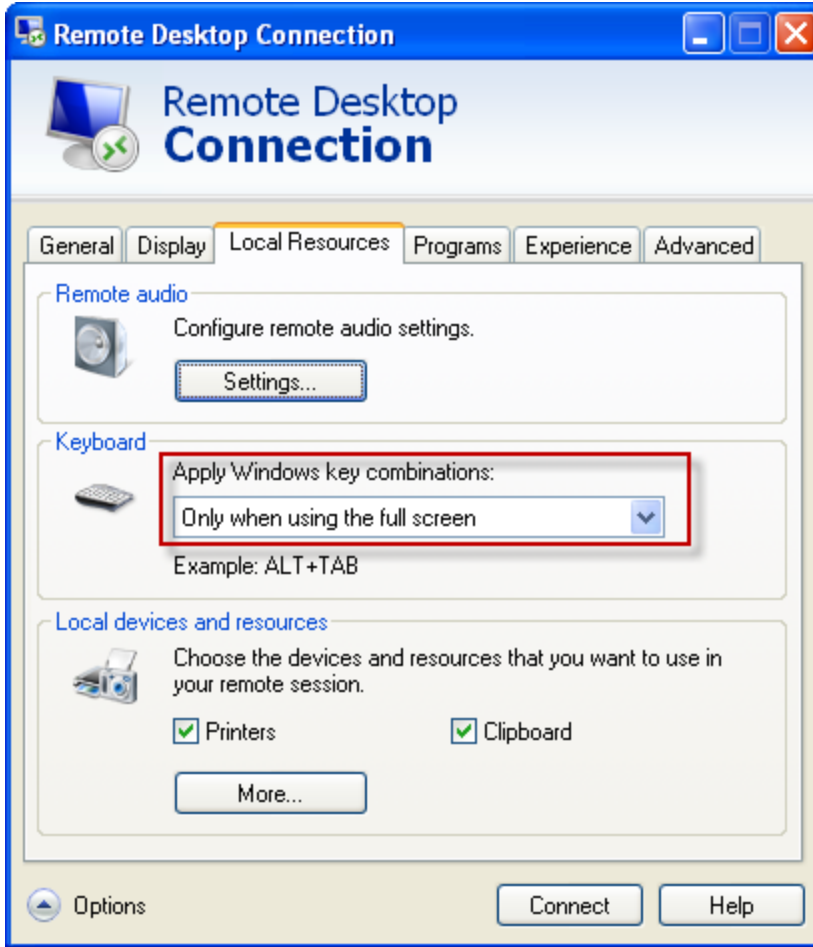 Remote Desktop Connection
Remote Desktop
Connection
General Display Local Resources Programs Experience Advanced
Remote audio
Configure remote audio settings.
Settings...
Keyboard
Apply Windows key combinations:
Only when using the full screen
Example: ALT+TAB
Local devices and resources
Choose the devices and resources that you want to use in
your remote session.
Printers Clipboard
More...
Options Connect Help